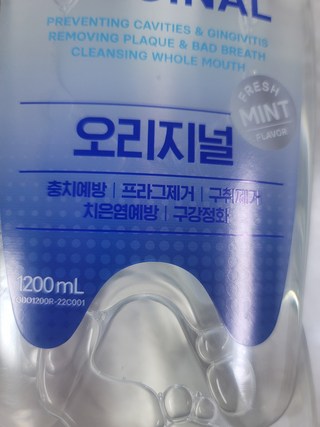 PREVENTING CAVITIES & GINGIVITIS
REMOVING PLAQUE & BAD BREATH
CLEANSING WHOLE MOUTH
FRESH
MINT
FLAVOR
오리지널
충치예방 | 프라그제거 | 구취제거
치은염예방 | 구강정화
1200mL